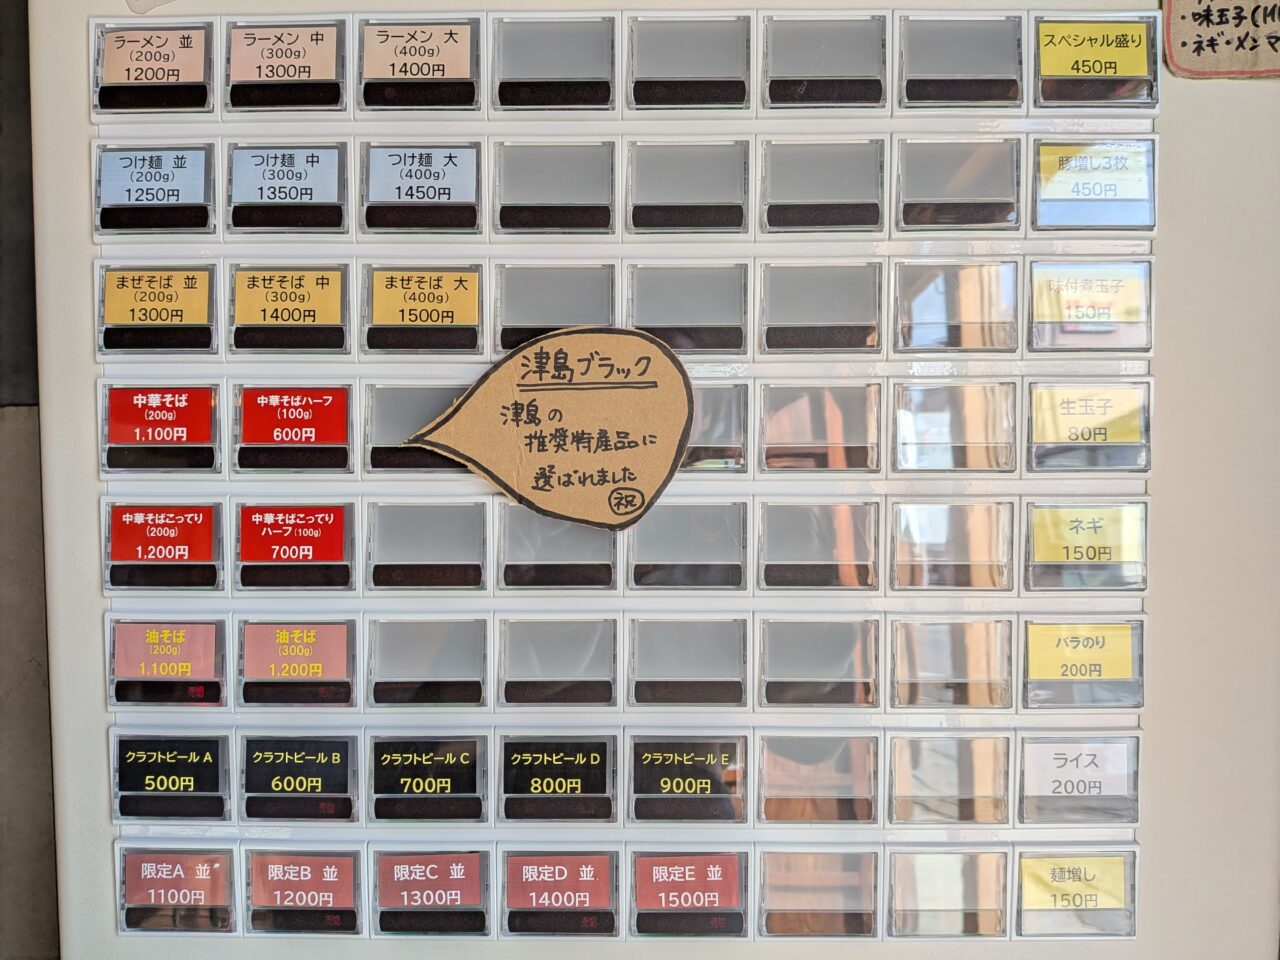 ラーメン 並
(200g)
1200円
ラーメン 中
(300g)
1300円
ラーメン 大
(400g)
1400円
スペシャル盛り
450円
・味玉子(
・ネギ・メンマ
つけ麺 並
(200g)
1250円
つけ麺 中
(300g)
1350円
つけ麺 大
(400g)
1450円
豚増し3枚
450円
まぜそば 並
(200g)
1300円
まぜそば 中
(300g)
1400円
まぜそば 大
(400g)
1500円
味付煮玉子
150円
津島ブラック
津島の
推奨特産品に
選ばれました
祝
中華そば
(200g)
1,100円
中華そばハーフ
(100g)
600円
生玉子
80円
中華そばこってり
(200g)
1,200円
中華そばこってり
ハーフ(100g)
700円
ネギ
150円
油そば
(200g)
1,100円
売切
油そば
(300g)
1,200円
売切
バラのり
200円
クラフトビール A
500円
クラフトビール B
600円
売切
クラフトビール C
700円
クラフトビール D
800円
クラフトビール E
900円
ライス
200円
限定A 並
1100円
限定B 並
1200円
売切
限定C 並
1300円
限定D 並
1400円
売切
限定E 並
1500円
売切
麺増し
150円